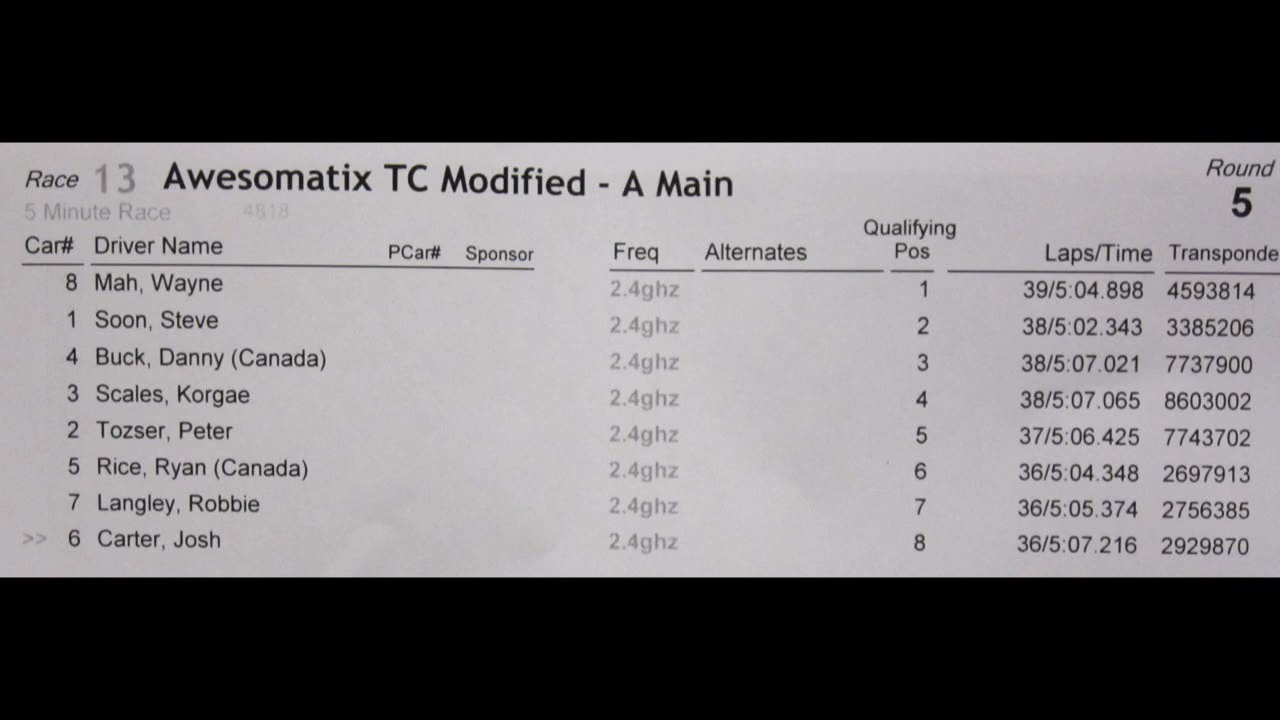 Race 13 Awesomatix TC Modified - A Main Round
5 Minute Race 4818 5
Car# Driver Name PCar# Sponsor Freq Alternates Qualifying Pos Laps/Time Transponde
8 Mah, Wayne 2.4ghz 1 39/5:04.898 4593814
1 Soon, Steve 2.4ghz 2 38/5:02.343 3385206
4 Buck, Danny (Canada) 2.4ghz 3 38/5:07.021 7737900
3 Scales, Korgae 2.4ghz 4 38/5:07.065 8603002
2 Tozser, Peter 2.4ghz 5 37/5:06.425 7743702
5 Rice, Ryan (Canada) 2.4ghz 6 36/5:04.348 2697913
7 Langley, Robbie 2.4ghz 7 36/5:05.374 2756385
>> 6 Carter, Josh 2.4ghz 8 36/5:07.216 2929870